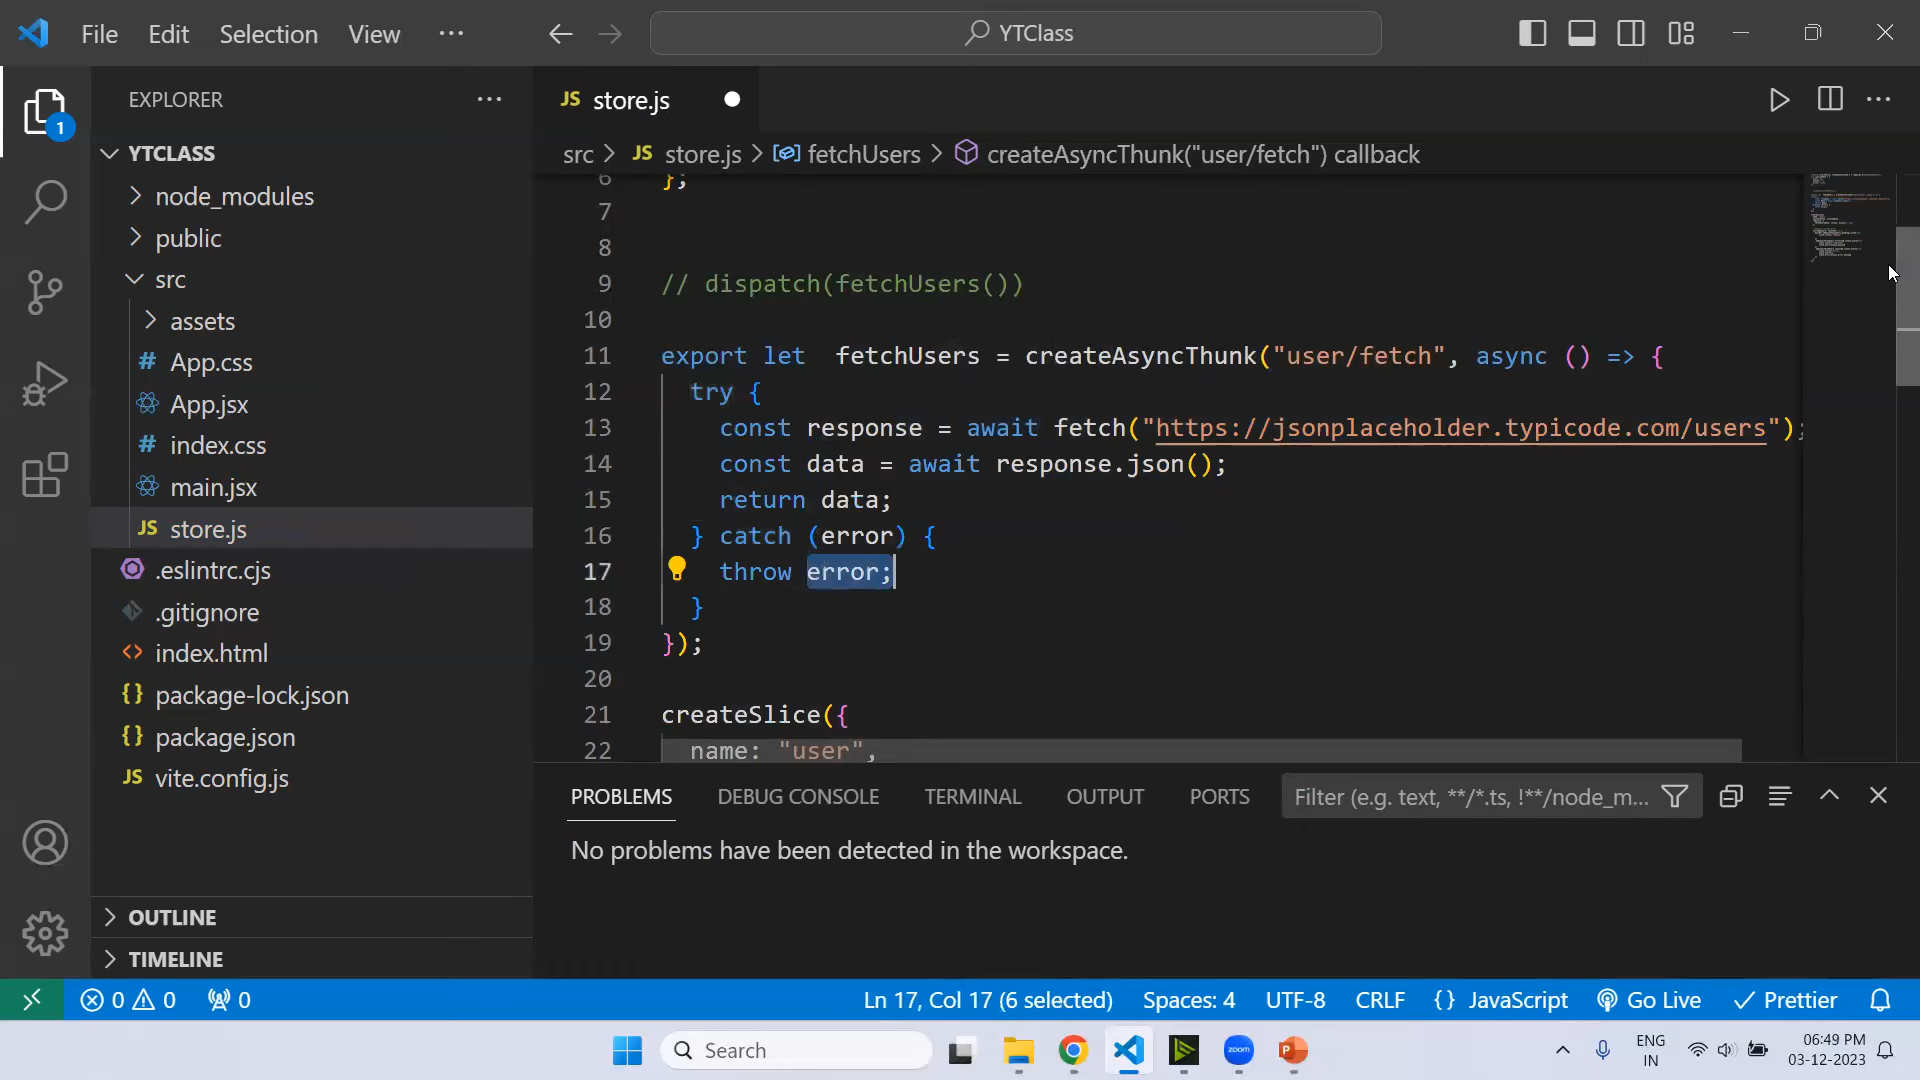 File Edit Selection View ··· YTClass
EXPLORER ···
YTCLASS
node_modules
public
src
assets
# App.css
App.jsx
# index.css
main.jsx
JS store.js
.eslintrc.cjs
.gitignore
<> index.html
{} package-lock.json
{} package.json
JS vite.config.js
OUTLINE
TIMELINE
1
JS store.js
src > JS store.js > fetchUsers > createAsyncThunk("user/fetch") callback
6 };
7
8
9 // dispatch(fetchUsers())
10
11 export let  fetchUsers = createAsyncThunk("user/fetch", async () => {
12   try {
13     const response = await fetch("https://jsonplaceholder.typicode.com/users");
14     const data = await response.json();
15     return data;
16   } catch (error) {
17     throw error;
18   }
19 });
20
21 createSlice({
22   name: "user",
PROBLEMS DEBUG CONSOLE TERMINAL OUTPUT PORTS Filter (e.g. text, **/*.ts, !**/node_m...
No problems have been detected in the workspace.
0 0 0 Ln 17, Col 17 (6 selected) Spaces: 4 UTF-8 CRLF {} JavaScript Go Live Prettier
Search zoom P ENG 06:49 PM
IN 03-12-2023